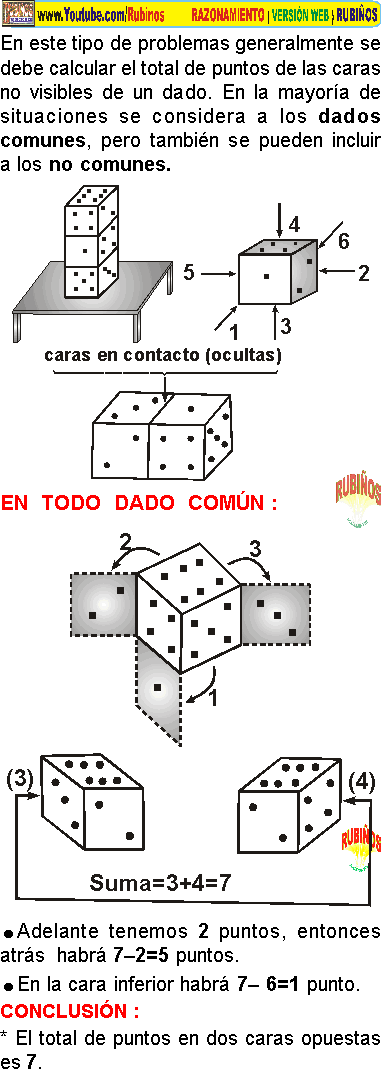 www.Youtube.com/Rubinos RAZONAMIENTO | VERSIÓN WEB | RUBIÑOS
En este tipo de problemas generalmente se
debe calcular el total de puntos de las caras
no visibles de un dado. En la mayoría de
situaciones se considera a los dados
comunes, pero también se pueden incluir
a los no comunes.
4
6
5
2
1
3
caras en contacto (ocultas)
RUBIÑOS
EN TODO DADO COMÚN :
2
3
1
(3)
(4)
RUBIÑOS
Suma=3+4=7
●Adelante tenemos 2 puntos, entonces
atrás habrá 7–2=5 puntos.
●En la cara inferior habrá 7– 6=1 punto.
CONCLUSIÓN :
* El total de puntos en dos caras opuestas
es 7.